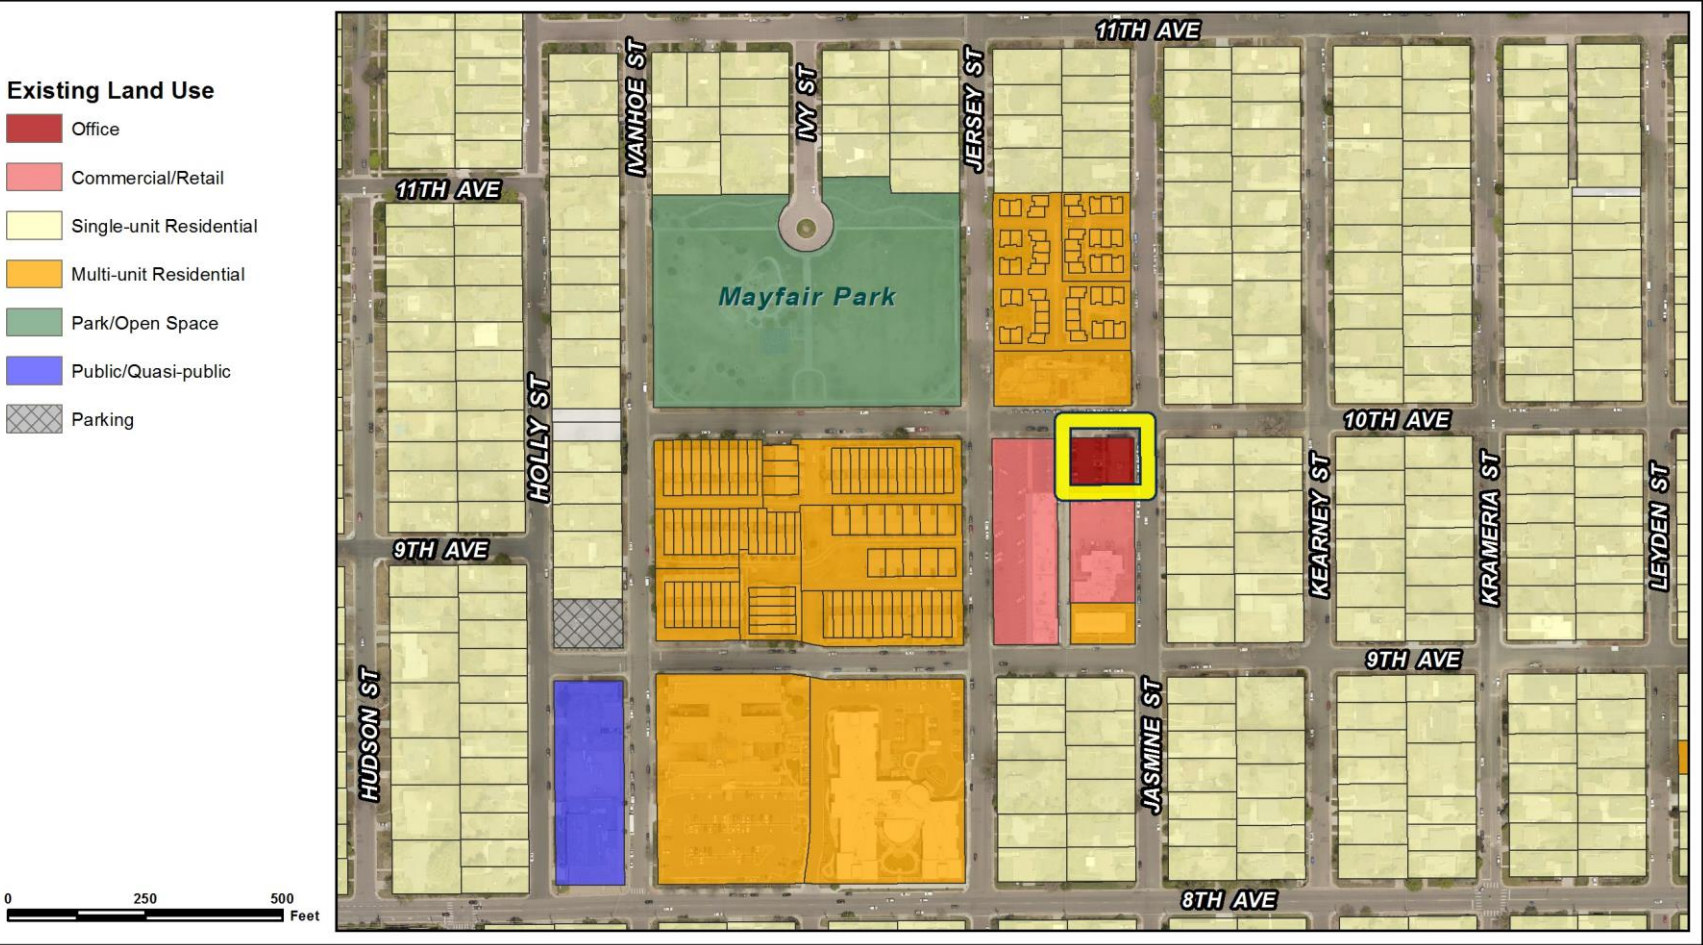 Existing Land Use
Office
Commercial/Retail
Single-unit Residential
Multi-unit Residential
Park/Open Space
Public/Quasi-public
Parking
0 250 500
Feet
11TH AVE
IVANHOE ST
IVY ST
JERSEY ST
11TH AVE
Mayfair Park
HOLLY ST
10TH AVE
9TH AVE
KEARNEY ST
KRAMERIA ST
LEYDEN ST
9TH AVE
HUDSON ST
JASMINE ST
8TH AVE